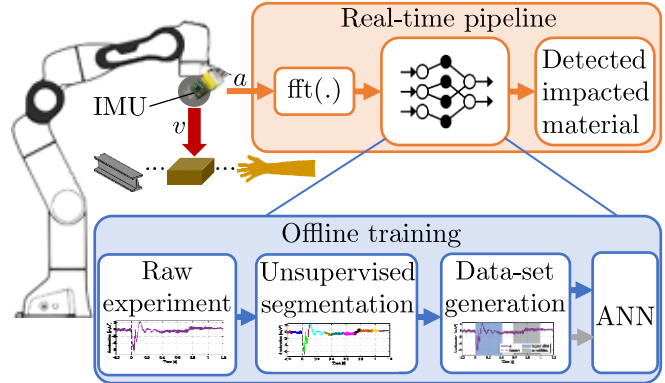 Real-time pipeline
a
fft(.)
Detected
impacted
material
IMU
v
Offline training
Raw
experiment
Unsupervised
segmentation
Data-set
generation
ANN